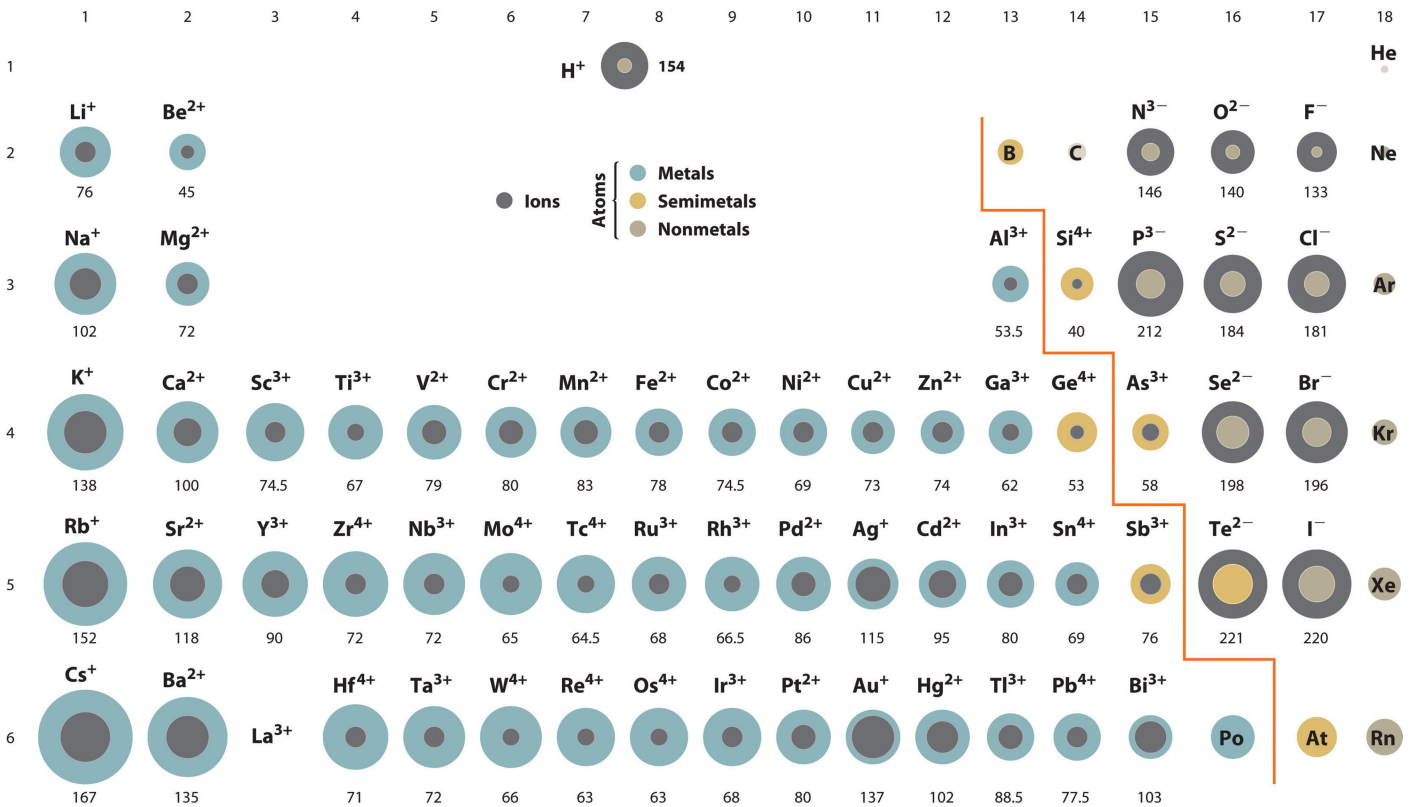 1 2 3 4 5 6 7 8 9 10 11 12 13 14 15 16 17 18
He
1 H⁺ 154
Li⁺ Be²⁺ N³⁻ O²⁻ F⁻
2 B C Ne
76 45 146 140 133
Ions
Atoms
Metals
Semimetals
Nonmetals
Na⁺ Mg²⁺ Al³⁺ Si⁴⁺ P³⁻ S²⁻ Cl⁻
3 Ar
102 72 53.5 40 212 184 181
K⁺ Ca²⁺ Sc³⁺ Ti³⁺ V²⁺ Cr²⁺ Mn²⁺ Fe²⁺ Co²⁺ Ni²⁺ Cu²⁺ Zn²⁺ Ga³⁺ Ge⁴⁺ As³⁺ Se²⁻ Br⁻
4 Kr
138 100 74.5 67 79 80 83 78 74.5 69 73 74 62 53 58 198 196
Rb⁺ Sr²⁺ Y³⁺ Zr⁴⁺ Nb³⁺ Mo⁴⁺ Tc⁴⁺ Ru³⁺ Rh³⁺ Pd²⁺ Ag⁺ Cd²⁺ In³⁺ Sn⁴⁺ Sb³⁺ Te²⁻ I⁻
5 Xe
152 118 90 72 72 65 64.5 68 66.5 86 115 95 80 69 76 221 220
Cs⁺ Ba²⁺ Hf⁴⁺ Ta³⁺ W⁴⁺ Re⁴⁺ Os⁴⁺ Ir³⁺ Pt²⁺ Au⁺ Hg²⁺ Tl³⁺ Pb⁴⁺ Bi³⁺
6 La³⁺ Po At Rn
167 135 71 72 66 63 63 68 80 137 102 88.5 77.5 103